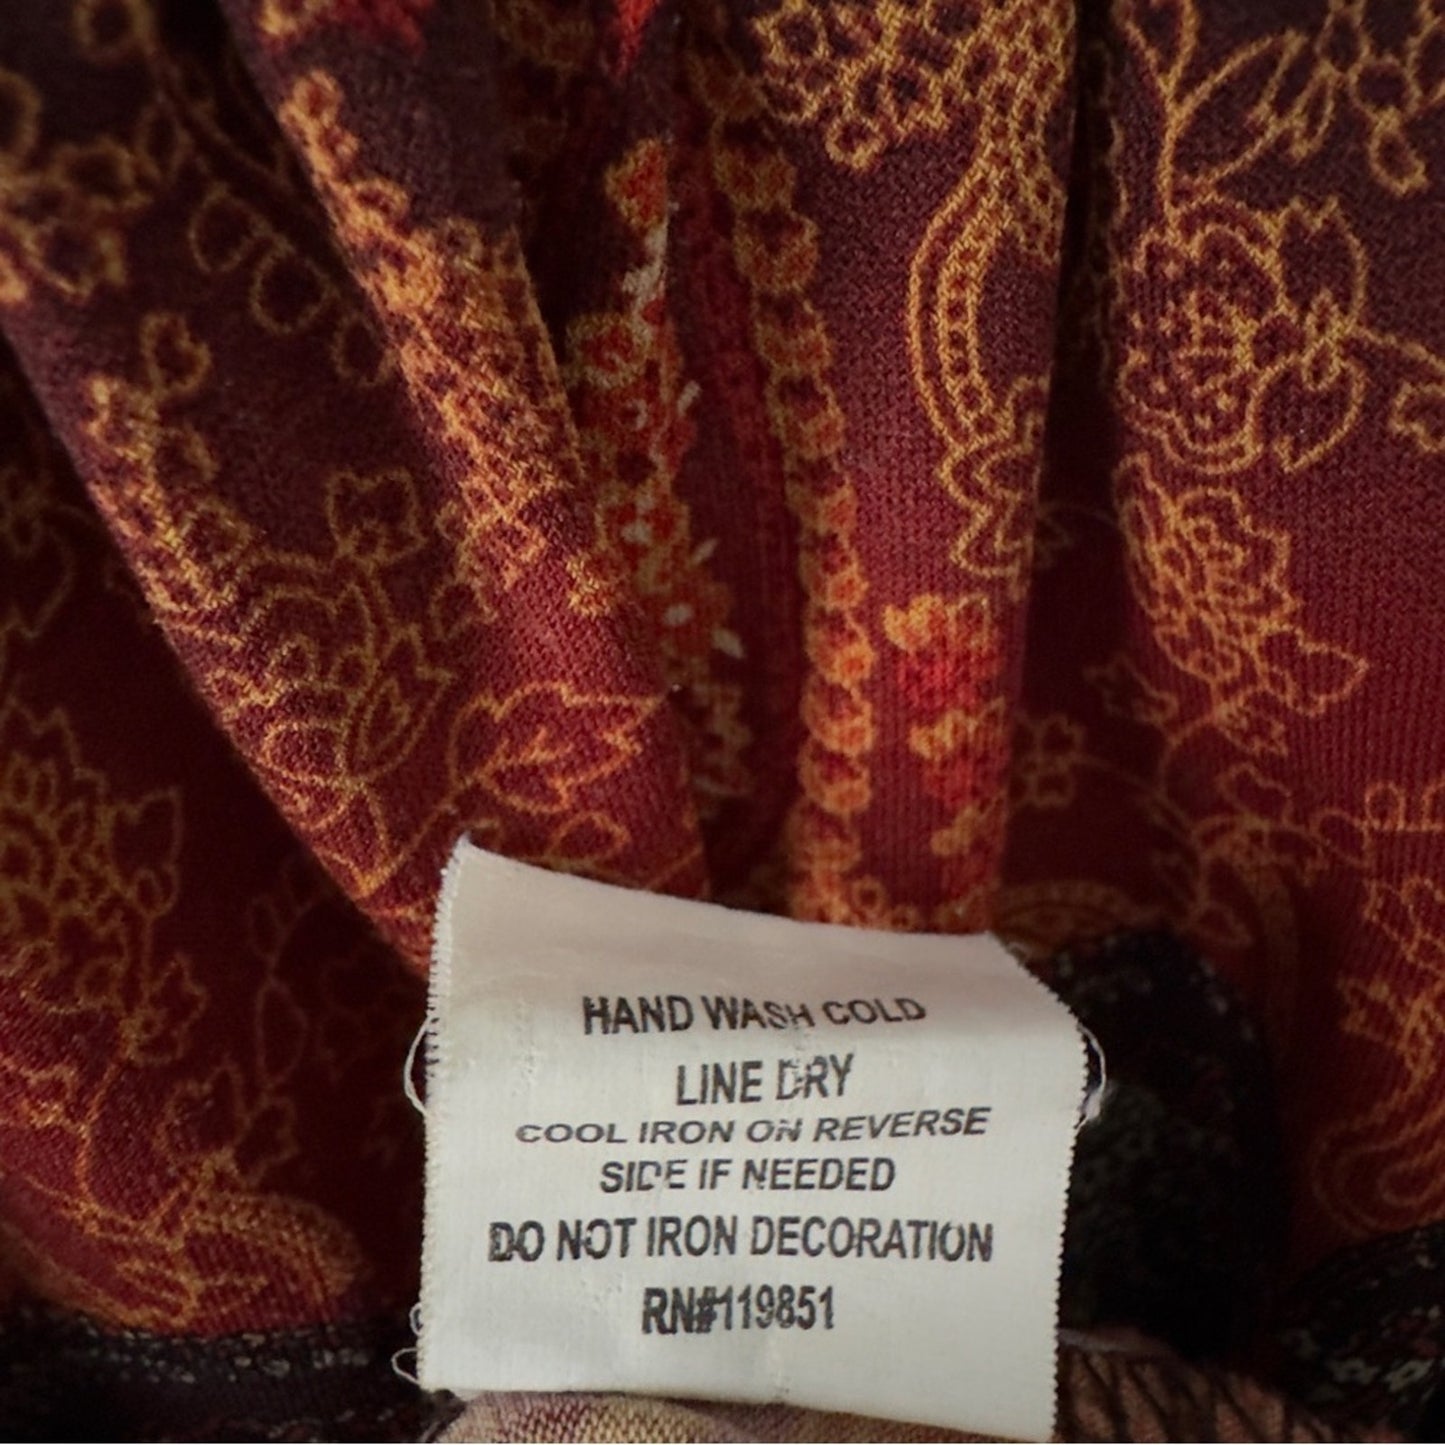 HAND WASH COLD
LINE DRY
COOL IRON ON REVERSE
SIDE IF NEEDED
DO NOT IRON DECORATION
RN#119851